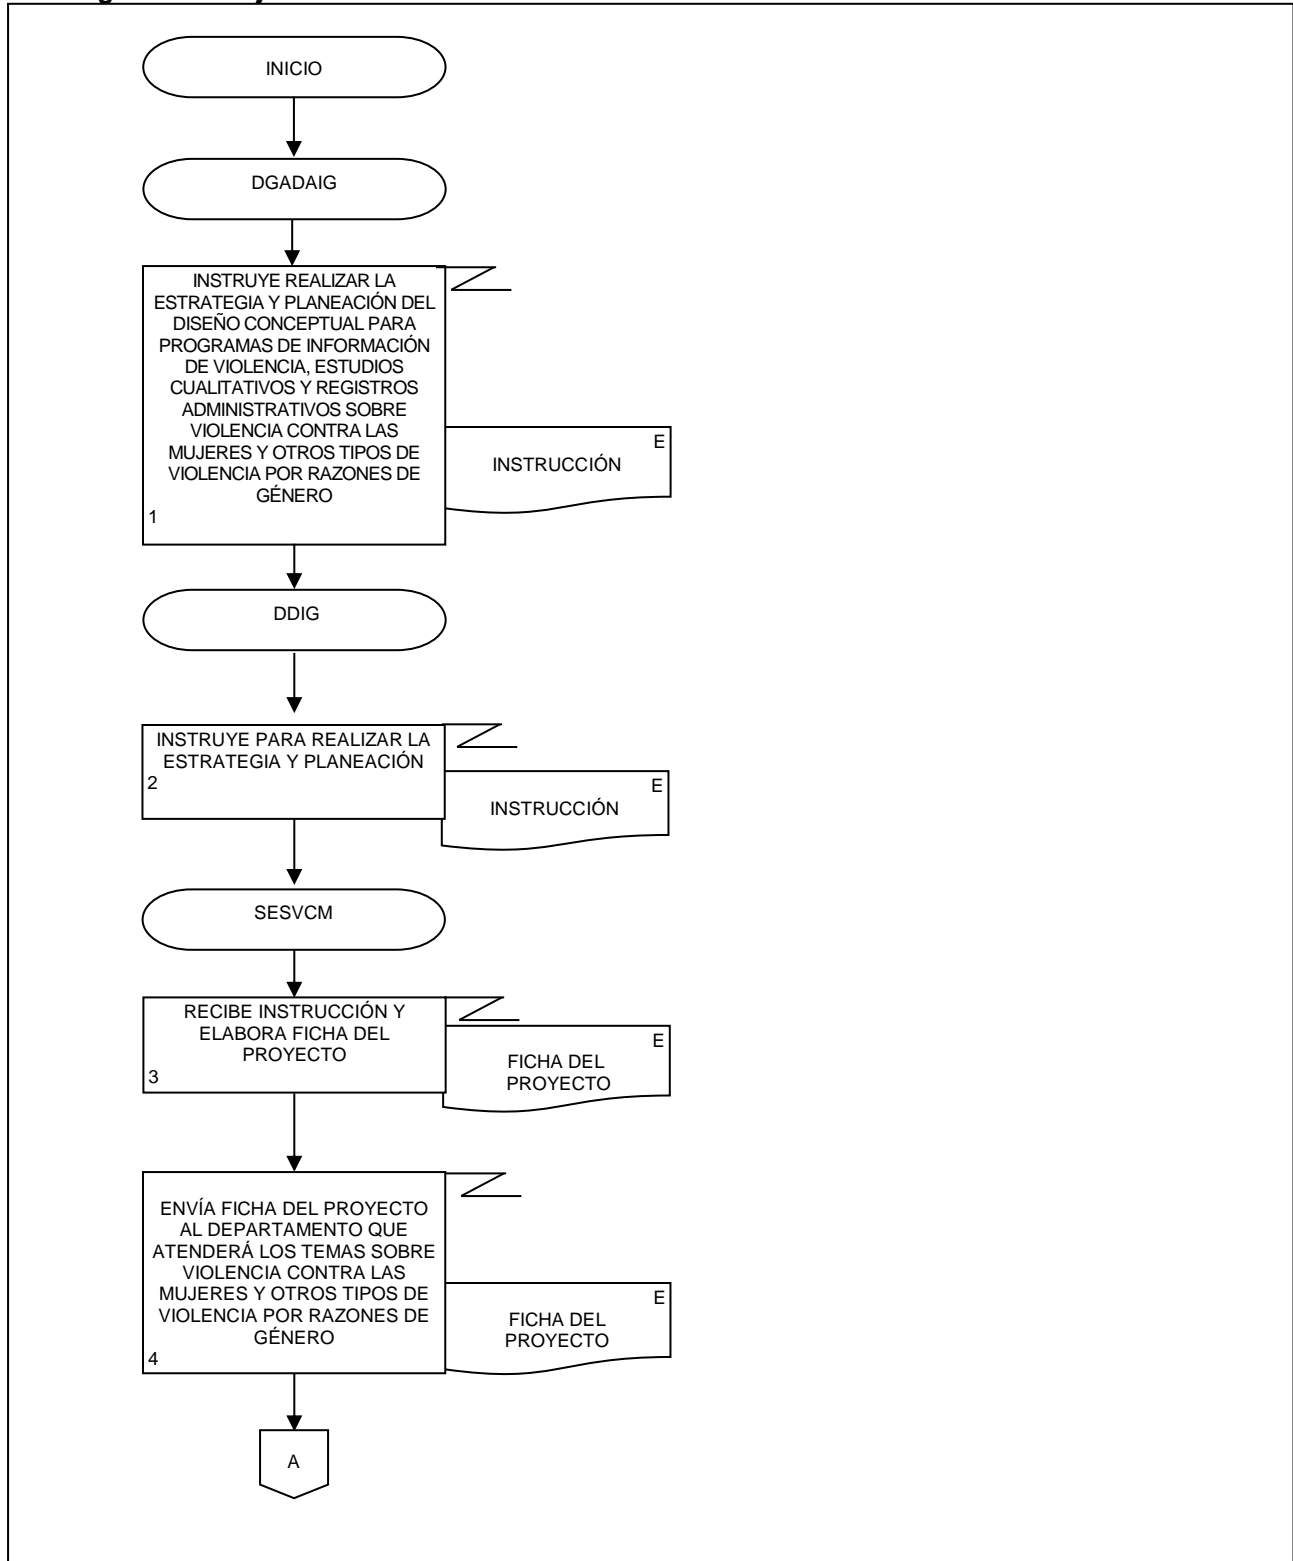 INICIO
DGADAIG
INSTRUYE REALIZAR LA
ESTRATEGIA Y PLANEACIÓN DEL
DISEÑO CONCEPTUAL PARA
PROGRAMAS DE INFORMACIÓN
DE VIOLENCIA, ESTUDIOS
CUALITATIVOS Y REGISTROS
ADMINISTRATIVOS SOBRE
VIOLENCIA CONTRA LAS
MUJERES Y OTROS TIPOS DE
VIOLENCIA POR RAZONES DE
GÉNERO
1
E
INSTRUCCIÓN
DDIG
INSTRUYE PARA REALIZAR LA
ESTRATEGIA Y PLANEACIÓN
2
E
INSTRUCCIÓN
SESVCM
RECIBE INSTRUCCIÓN Y
ELABORA FICHA DEL
PROYECTO
3
E
FICHA DEL
PROYECTO
ENVÍA FICHA DEL PROYECTO
AL DEPARTAMENTO QUE
ATENDERÁ LOS TEMAS SOBRE
VIOLENCIA CONTRA LAS
MUJERES Y OTROS TIPOS DE
VIOLENCIA POR RAZONES DE
GÉNERO
4
E
FICHA DEL
PROYECTO
A